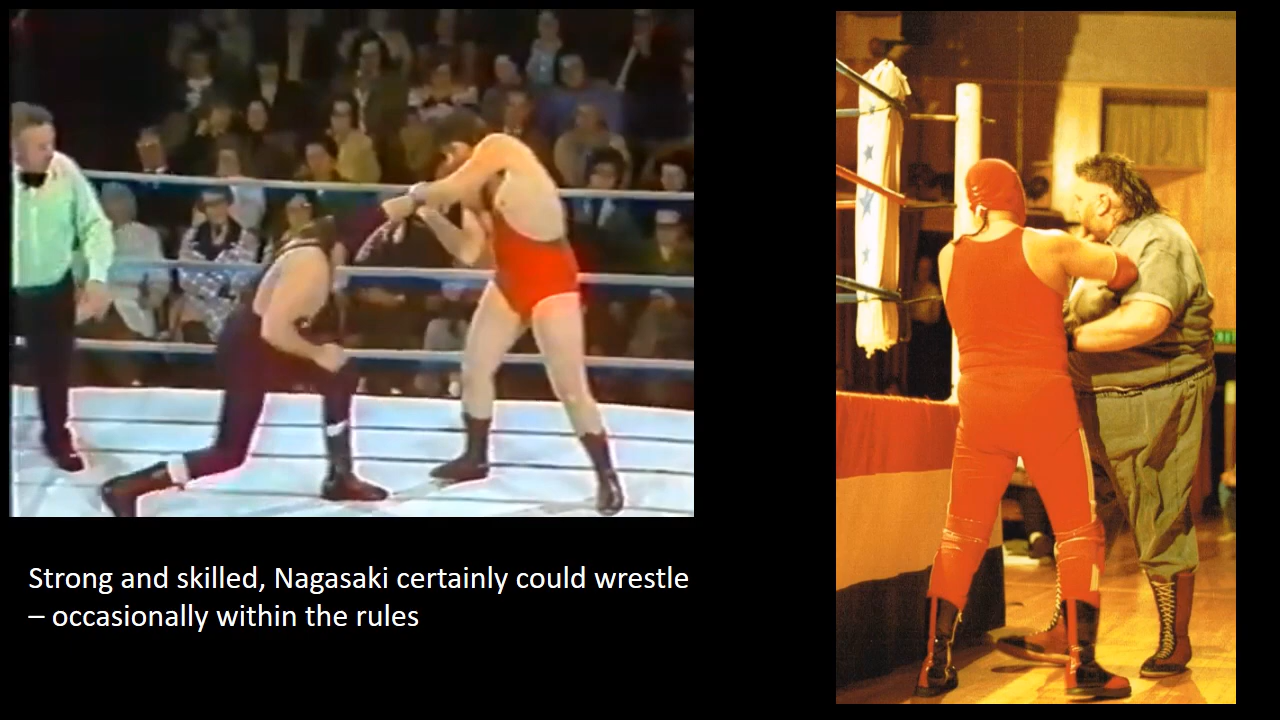 Strong and skilled, Nagasaki certainly could wrestle
– occasionally within the rules